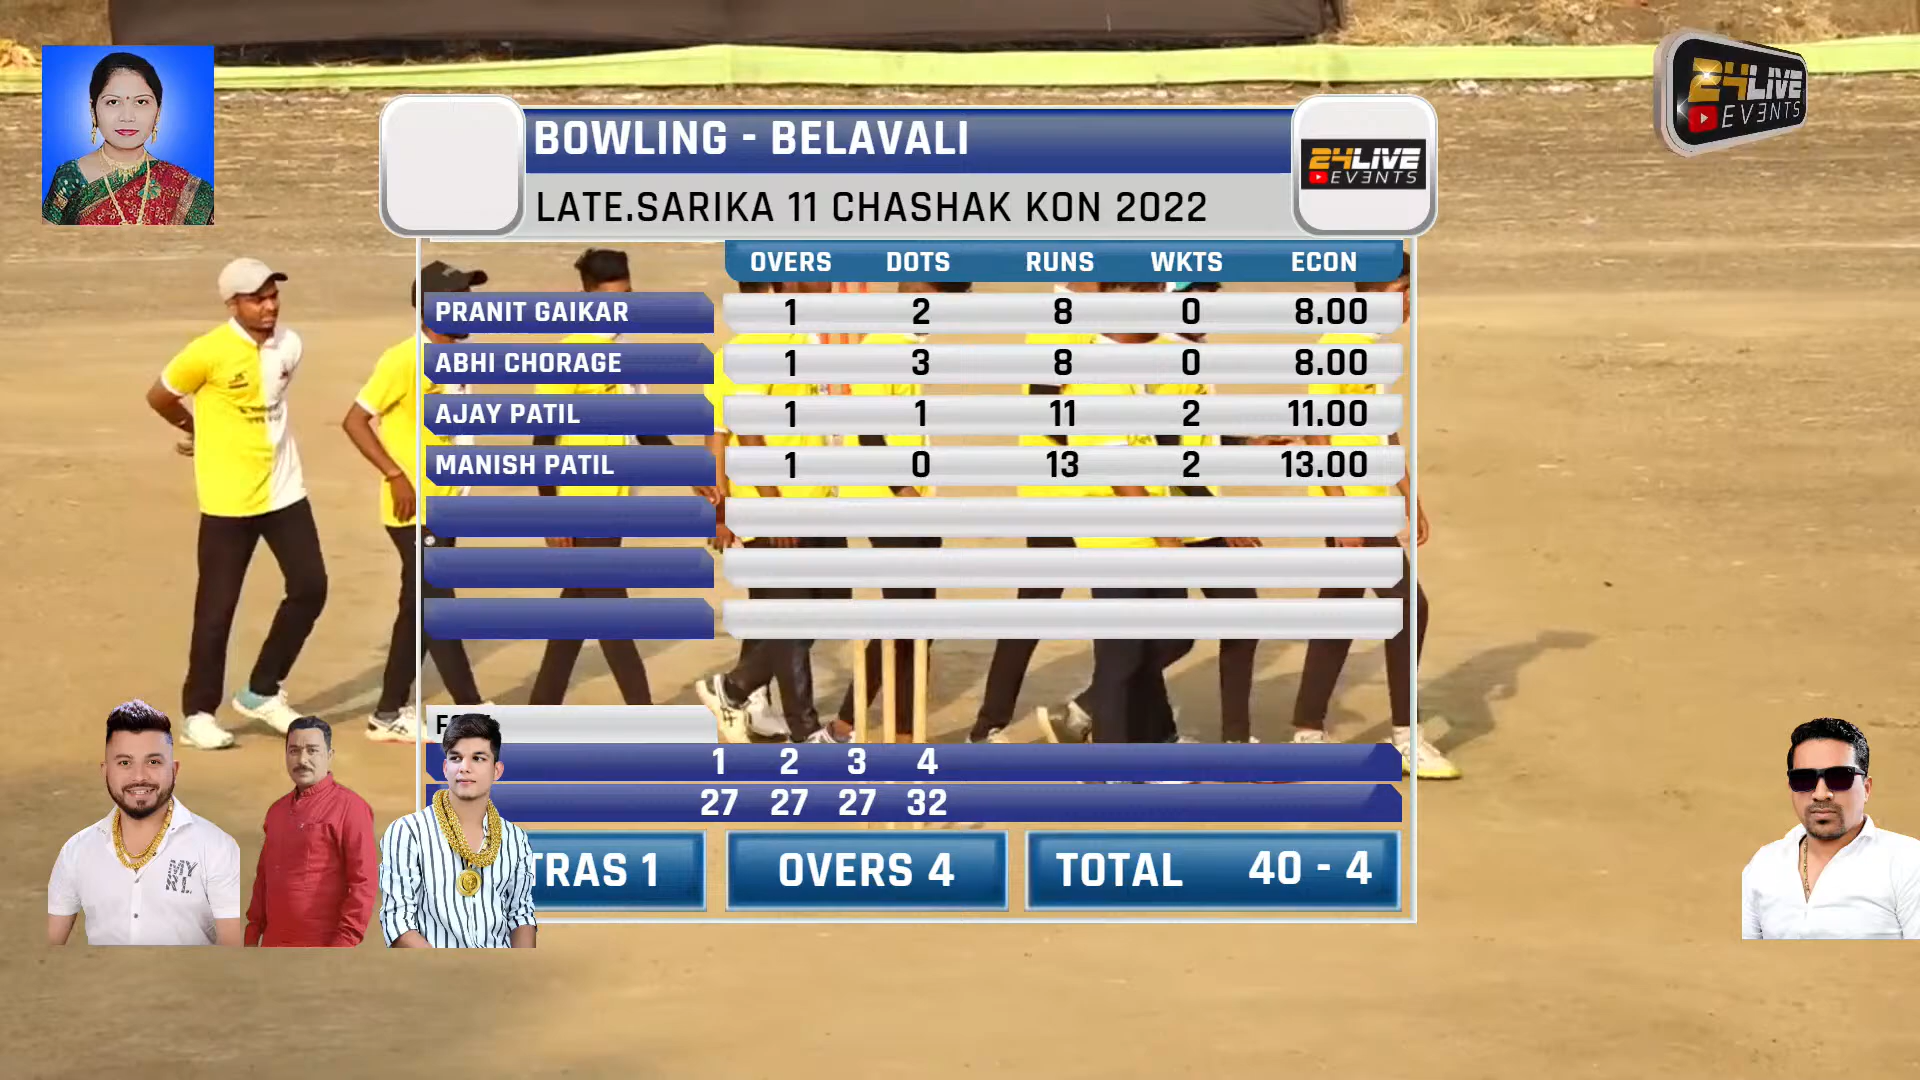 24LIVE
EVENTS
BOWLING - BELAVALI
24LIVE
EVENTS
LATE.SARIKA 11 CHASHAK KON 2022
OVERS DOTS RUNS WKTS ECON
PRANIT GAIKAR 1 2 8 0 8.00
ABHI CHORAGE 1 3 8 0 8.00
AJAY PATIL 1 1 11 2 11.00
MANISH PATIL 1 0 13 2 13.00
1 2 3 4
27 27 27 32
TRAS 1 OVERS 4 TOTAL 40 - 4